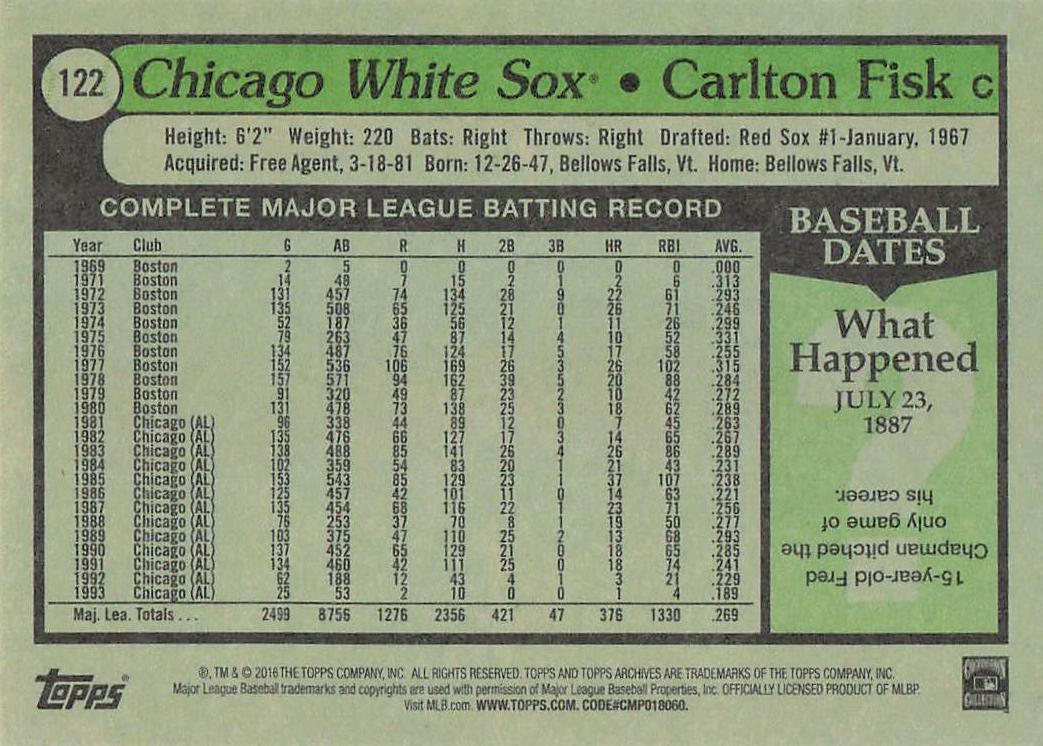 122 Chicago White Sox® • Carlton Fisk C
Height: 6'2" Weight: 220 Bats: Right Throws: Right Drafted: Red Sox #1-January, 1967
Acquired: Free Agent, 3-18-81 Born: 12-26-47, Bellows Falls, Vt. Home: Bellows Falls, Vt.
COMPLETE MAJOR LEAGUE BATTING RECORD
Year Club G AB R H 2B 3B HR RBI AVG.
1969 Boston 2 5 0 0 0 0 0 0 .000
1971 Boston 14 48 7 15 2 1 2 6 .313
1972 Boston 131 457 74 134 28 9 22 61 .293
1973 Boston 135 508 65 125 21 0 26 71 .246
1974 Boston 52 187 36 56 12 1 11 26 .299
1975 Boston 79 263 47 87 14 4 10 52 .331
1976 Boston 134 487 76 124 17 5 17 58 .255
1977 Boston 152 536 106 169 26 3 26 102 .315
1978 Boston 157 571 94 162 39 5 20 88 .284
1979 Boston 91 320 49 87 23 2 10 42 .272
1980 Boston 131 478 73 138 25 3 18 62 .289
1981 Chicago (AL) 96 338 44 89 12 0 7 45 .263
1982 Chicago (AL) 135 476 66 127 17 3 14 65 .267
1983 Chicago (AL) 138 488 85 141 26 4 26 86 .289
1984 Chicago (AL) 102 359 54 83 20 1 21 43 .231
1985 Chicago (AL) 153 543 85 129 23 1 37 107 .238
1986 Chicago (AL) 125 457 42 101 11 0 14 63 .221
1987 Chicago (AL) 135 454 68 116 22 1 23 71 .256
1988 Chicago (AL) 76 253 37 70 8 1 19 50 .277
1989 Chicago (AL) 103 375 47 110 25 2 13 68 .293
1990 Chicago (AL) 137 452 65 129 21 0 18 65 .285
1991 Chicago (AL) 134 460 42 111 25 0 18 74 .241
1992 Chicago (AL) 62 188 12 43 4 1 3 21 .229
1993 Chicago (AL) 25 53 2 10 0 0 1 4 .189
Maj. Lea. Totals . . . 2499 8756 1276 2356 421 47 376 1330 .269
BASEBALL
DATES
What
Happened
JULY 23,
1887
15-year-old Fred
Chapman pitched the
only game of
his career.
topps®
®, TM & © 2016 THE TOPPS COMPANY, INC. ALL RIGHTS RESERVED. TOPPS AND TOPPS ARCHIVES ARE TRADEMARKS OF THE TOPPS COMPANY, INC.
Major League Baseball trademarks and copyrights are used with permission of Major League Baseball Properties, Inc. OFFICIALLY LICENSED PRODUCT OF MLBP.
Visit MLB.com. WWW.TOPPS.COM. CODE#CMP018060.
COOPERSTOWN
COLLECTION